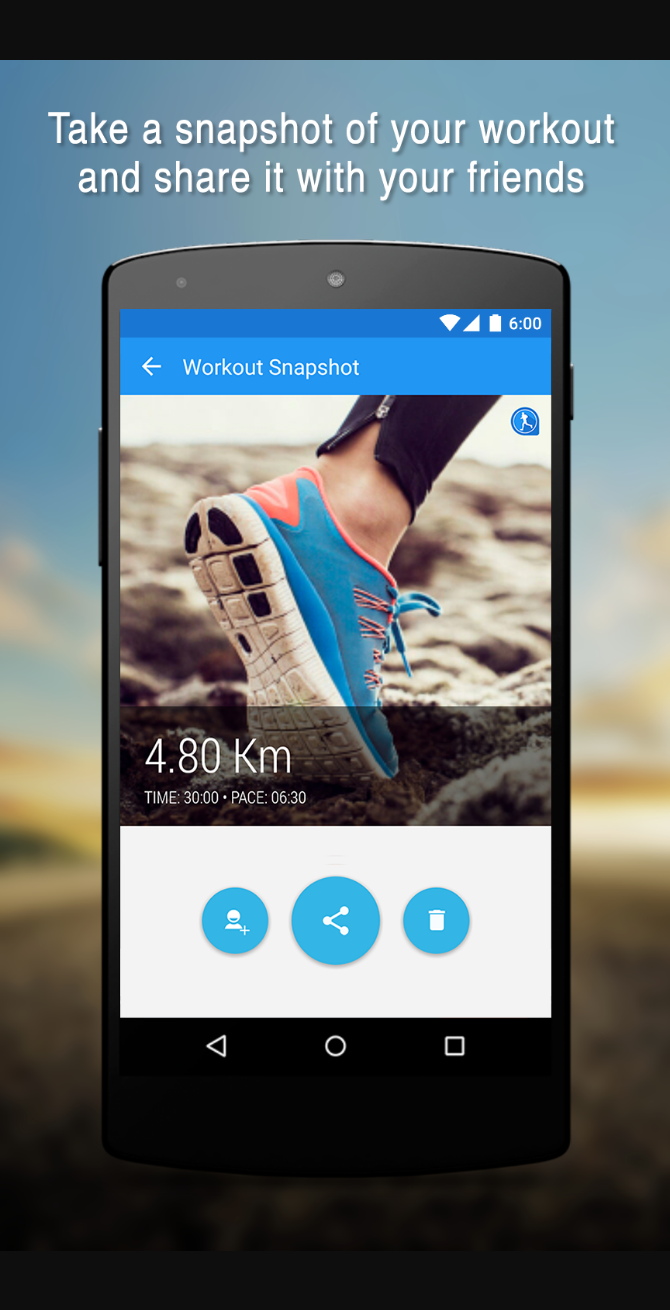 Take a snapshot of your workout
and share it with your friends
6:00
Workout Snapshot
4.80 Km
TIME: 30:00 • PACE: 06:30